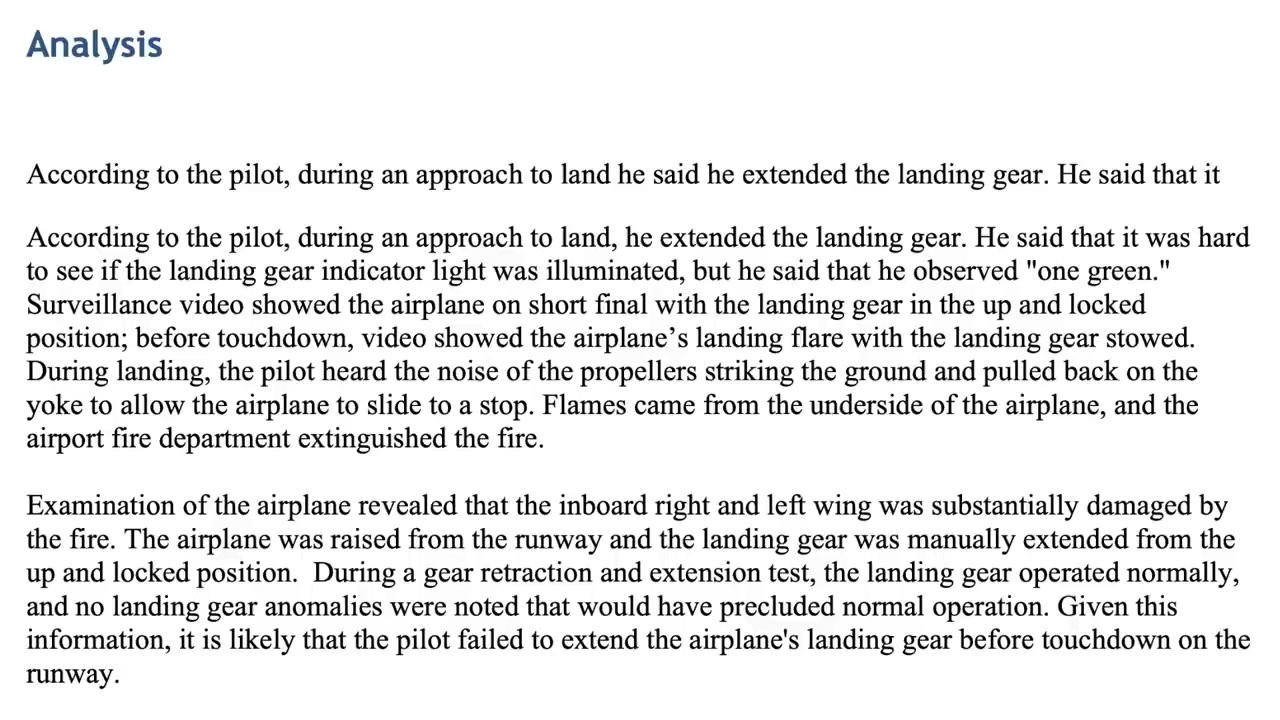 Analysis
According to the pilot, during an approach to land he said he extended the landing gear. He said that it
According to the pilot, during an approach to land, he extended the landing gear. He said that it was hard
to see if the landing gear indicator light was illuminated, but he said that he observed "one green."
Surveillance video showed the airplane on short final with the landing gear in the up and locked
position; before touchdown, video showed the airplane’s landing flare with the landing gear stowed.
During landing, the pilot heard the noise of the propellers striking the ground and pulled back on the
yoke to allow the airplane to slide to a stop. Flames came from the underside of the airplane, and the
airport fire department extinguished the fire.
Examination of the airplane revealed that the inboard right and left wing was substantially damaged by
the fire. The airplane was raised from the runway and the landing gear was manually extended from the
up and locked position.  During a gear retraction and extension test, the landing gear operated normally,
and no landing gear anomalies were noted that would have precluded normal operation. Given this
information, it is likely that the pilot failed to extend the airplane's landing gear before touchdown on the
runway.